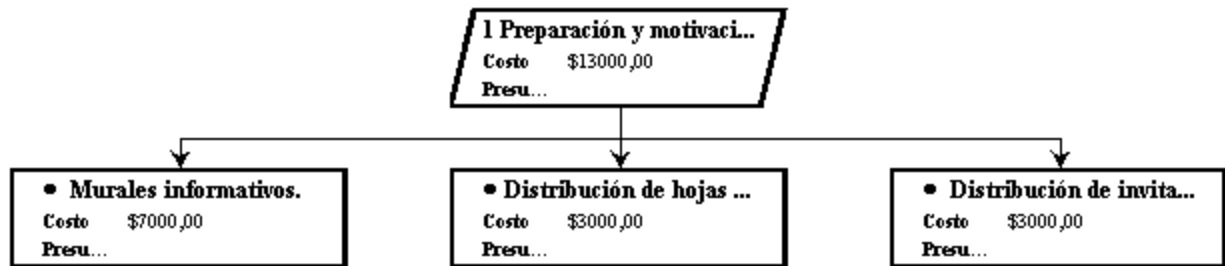 1 Preparación y motivaci...
Costo $13000,00
Presu...
• Murales informativos.
Costo $7000,00
Presu...
• Distribución de hojas ...
Costo $3000,00
Presu...
• Distribución de invita...
Costo $3000,00
Presu...